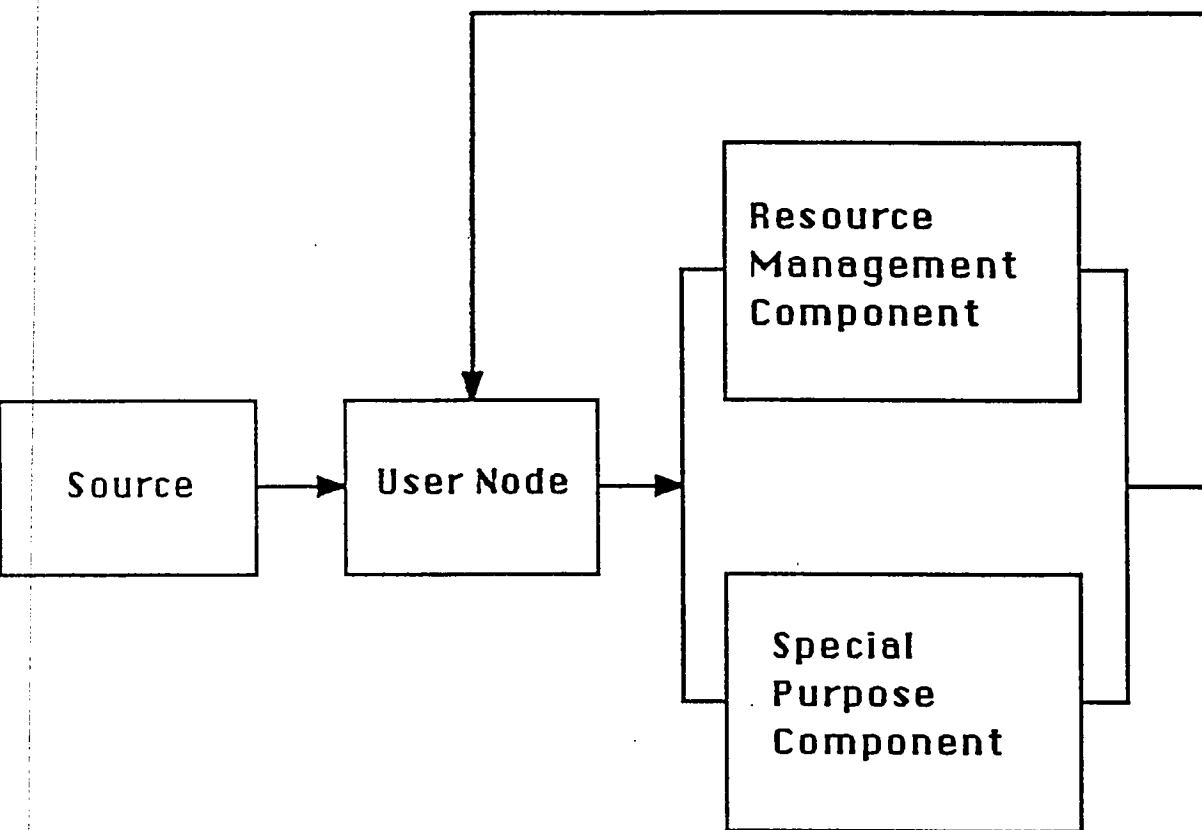 Resource
Management
Component
Source
User Node
Special
Purpose
Component